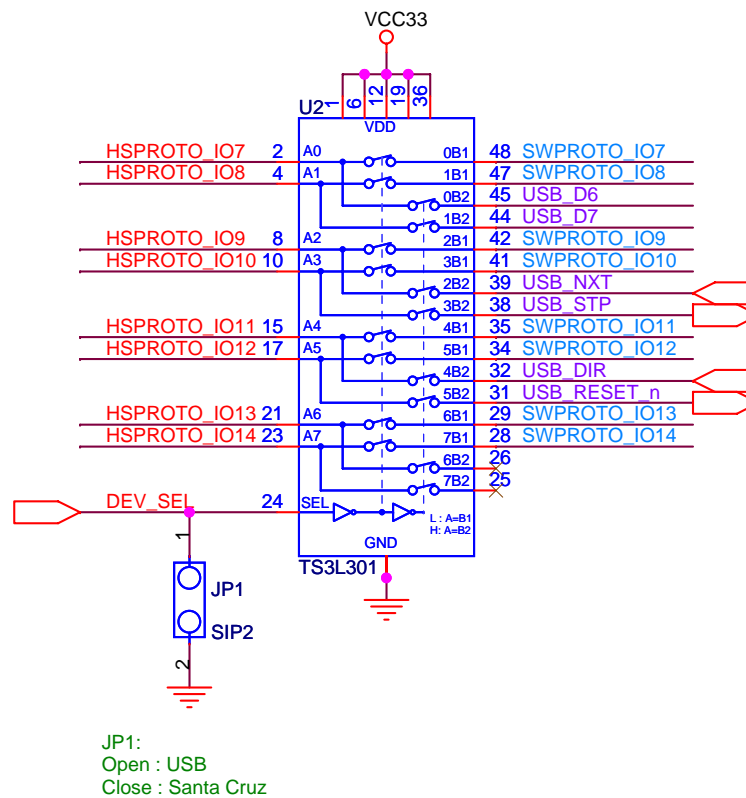 VCC33
U2
1 6 12 19 36
VDD
HSPROTO_IO7 2 A0 0B1 48 SWPROTO_IO7
HSPROTO_IO8 4 A1 1B1 47 SWPROTO_IO8
0B2 45 USB_D6
1B2 44 USB_D7
HSPROTO_IO9 8 A2 2B1 42 SWPROTO_IO9
HSPROTO_IO10 10 A3 3B1 41 SWPROTO_IO10
2B2 39 USB_NXT
3B2 38 USB_STP
HSPROTO_IO11 15 A4 4B1 35 SWPROTO_IO11
HSPROTO_IO12 17 A5 5B1 34 SWPROTO_IO12
4B2 32 USB_DIR
5B2 31 USB_RESET_n
HSPROTO_IO13 21 A6 6B1 29 SWPROTO_IO13
HSPROTO_IO14 23 A7 7B1 28 SWPROTO_IO14
6B2 26
7B2 25
DEV_SEL 24 SEL
L : A=B1
H: A=B2
GND
TS3L301
1
JP1
SIP2
2
JP1:
Open : USB
Close : Santa Cruz